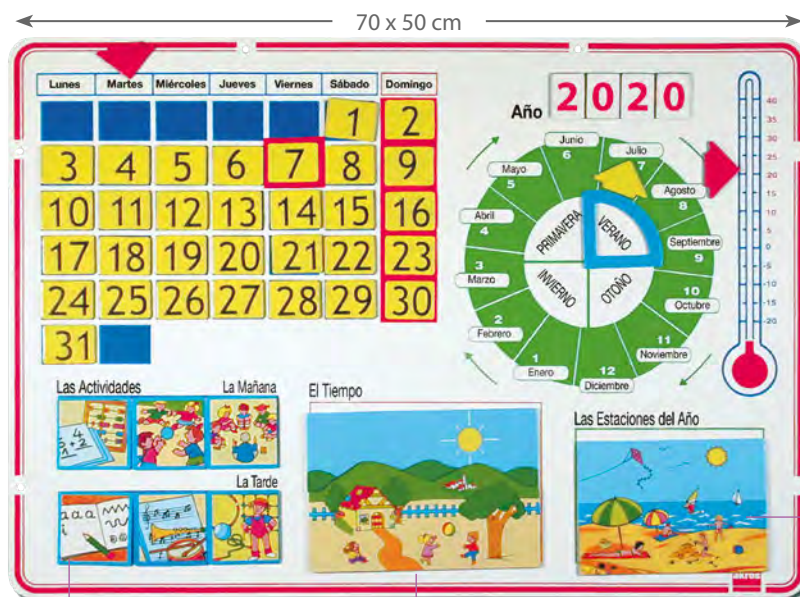 70 x 50 cm
Lunes Martes Miércoles Jueves Viernes Sábado Domingo
1 2
3 4 5 6 7 8 9
10 11 12 13 14 15 16
17 18 19 20 21 22 23
24 25 26 27 28 29 30
31
Año 2020
Junio
6
Julio
7
Agosto
8
Septiembre
9
10
Octubre
11
Noviembre
12
Diciembre
1
Enero
2
Febrero
3
Marzo
Abril
4
Mayo
5
PRIMAVERA
VERANO
OTOÑO
INVIERNO
40
35
30
25
20
15
10
5
0
-5
-10
-15
-20
Las Actividades
La Mañana
La Tarde
El Tiempo
Las Estaciones del Año
akros